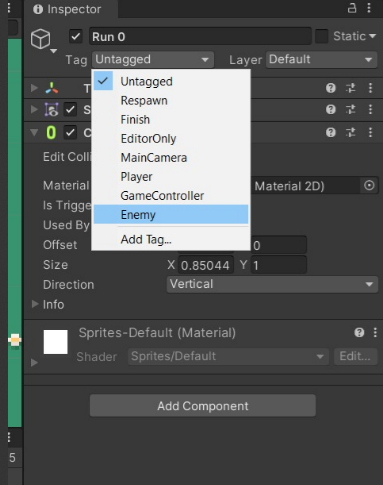 Inspector
Run 0
Static
Tag Untagged Layer Default
Untagged
Respawn
Finish
EditorOnly
MainCamera
Player
GameController
Enemy
Add Tag...
T
S
C
Edit Colli
Material Material 2D)
Is Trigge
Used By
Offset 0
Size X 0.85044 Y 1
Direction Vertical
Info
Sprites-Default (Material)
Shader Sprites/Default Edit...
Add Component
5